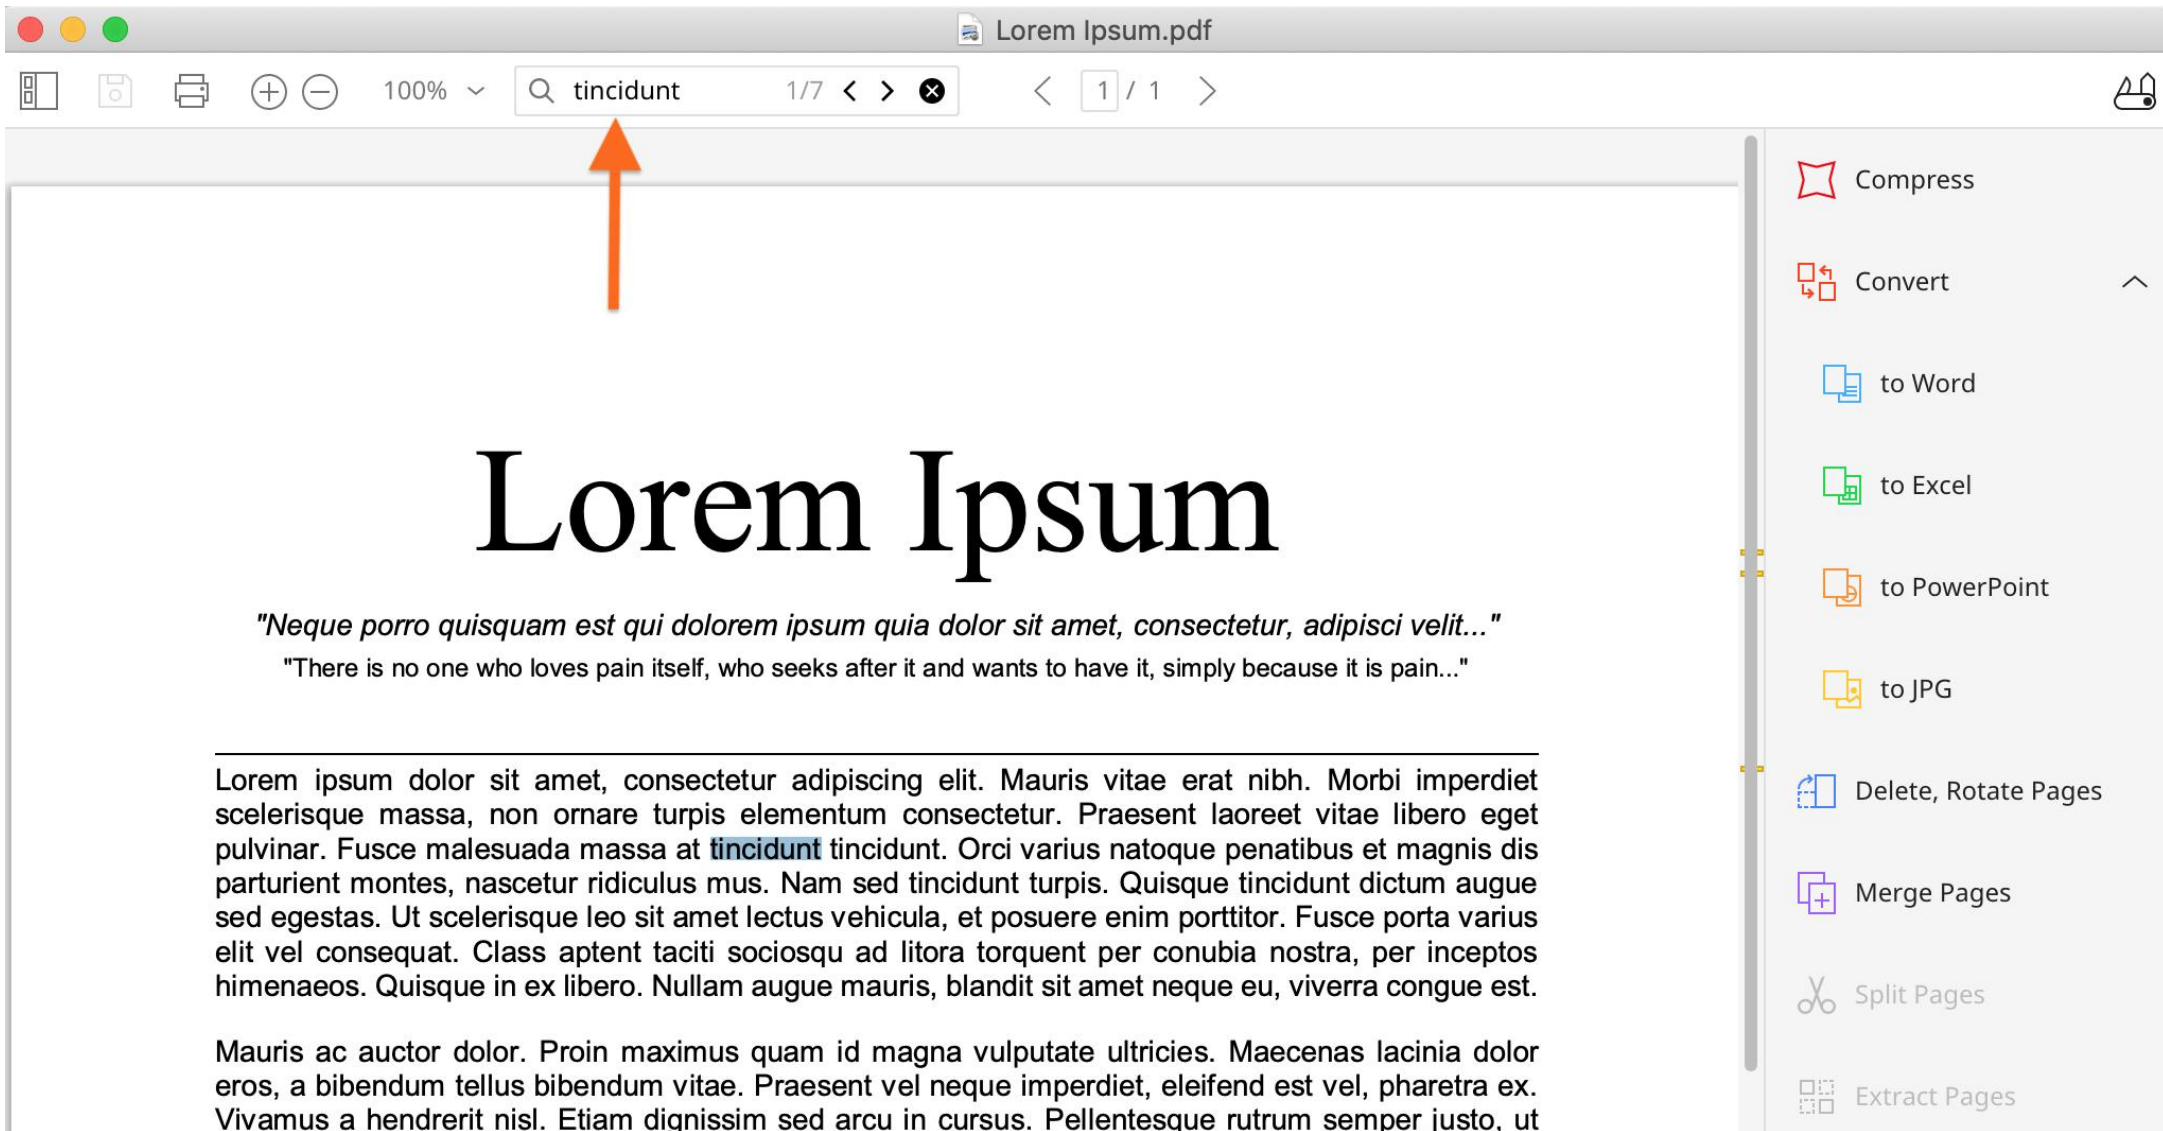 Lorem Ipsum.pdf
100% tincidunt 1/7 1 / 1
Compress
Convert
to Word
to Excel
to PowerPoint
to JPG
Delete, Rotate Pages
Merge Pages
Split Pages
Extract Pages
Lorem Ipsum
"Neque porro quisquam est qui dolorem ipsum quia dolor sit amet, consectetur, adipisci velit..."
"There is no one who loves pain itself, who seeks after it and wants to have it, simply because it is pain..."
Lorem ipsum dolor sit amet, consectetur adipiscing elit. Mauris vitae erat nibh. Morbi imperdiet
scelerisque massa, non ornare turpis elementum consectetur. Praesent laoreet vitae libero eget
pulvinar. Fusce malesuada massa at tincidunt tincidunt. Orci varius natoque penatibus et magnis dis
parturient montes, nascetur ridiculus mus. Nam sed tincidunt turpis. Quisque tincidunt dictum augue
sed egestas. Ut scelerisque leo sit amet lectus vehicula, et posuere enim porttitor. Fusce porta varius
elit vel consequat. Class aptent taciti sociosqu ad litora torquent per conubia nostra, per inceptos
himenaeos. Quisque in ex libero. Nullam augue mauris, blandit sit amet neque eu, viverra congue est.
Mauris ac auctor dolor. Proin maximus quam id magna vulputate ultricies. Maecenas lacinia dolor
eros, a bibendum tellus bibendum vitae. Praesent vel neque imperdiet, eleifend est vel, pharetra ex.
Vivamus a hendrerit nisl. Etiam dignissim sed arcu in cursus. Pellentesque rutrum semper justo, ut